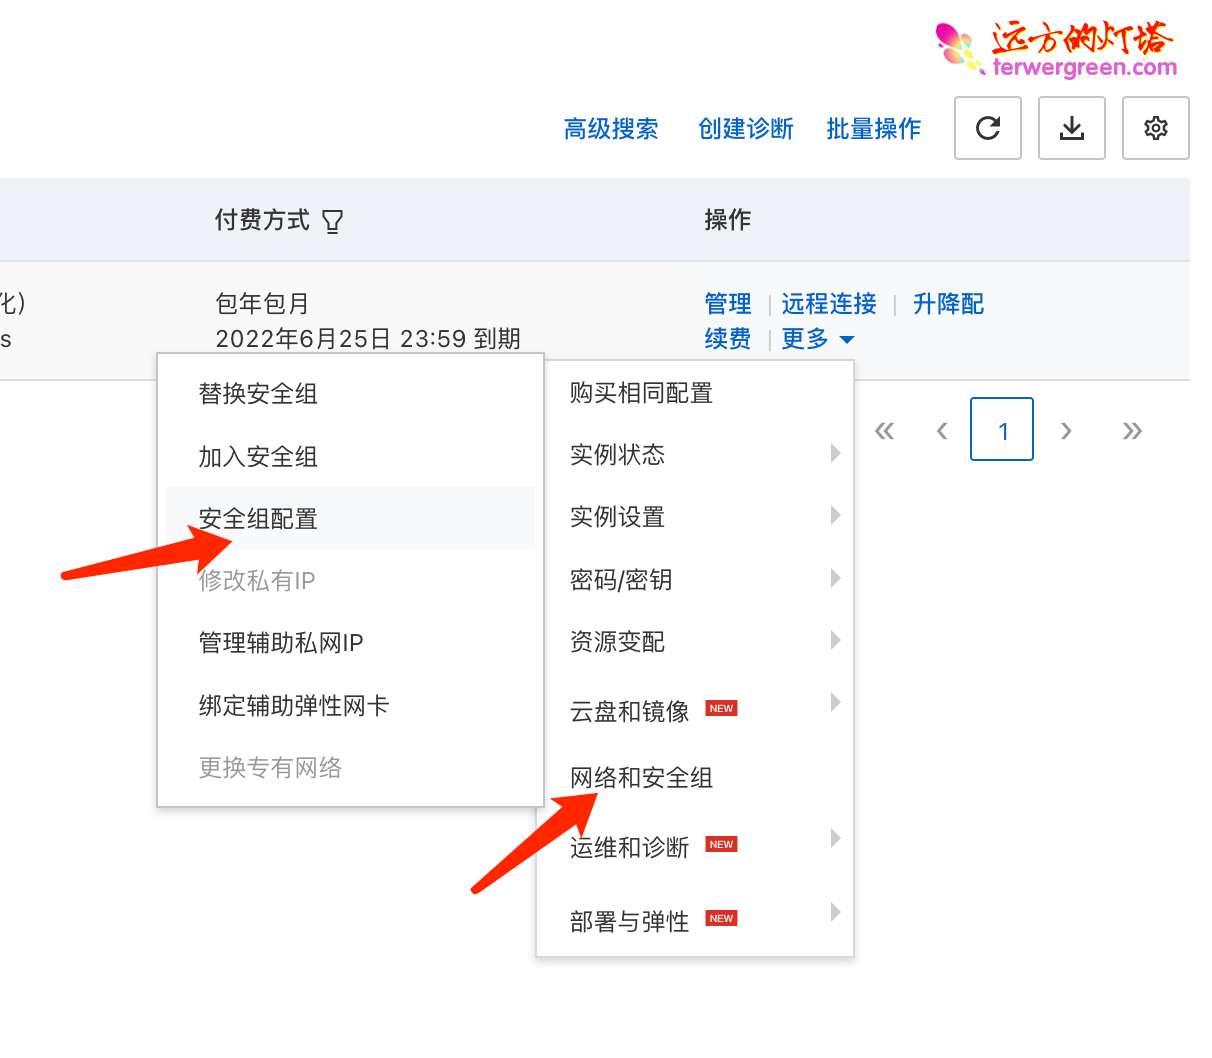 远方的灯塔
terwergreen.com
高级搜索 创建诊断 批量操作
付费方式 操作
化)
包年包月
管理 | 远程连接 | 升降配
s
2022年6月25日 23:59 到期
续费 | 更多
替换安全组
加入安全组
安全组配置
修改私有IP
管理辅助私网IP
绑定辅助弹性网卡
更换专有网络
购买相同配置
实例状态
实例设置
密码/密钥
资源变配
云盘和镜像 NEW
网络和安全组
运维和诊断 NEW
部署与弹性 NEW
« ‹ 1 › »